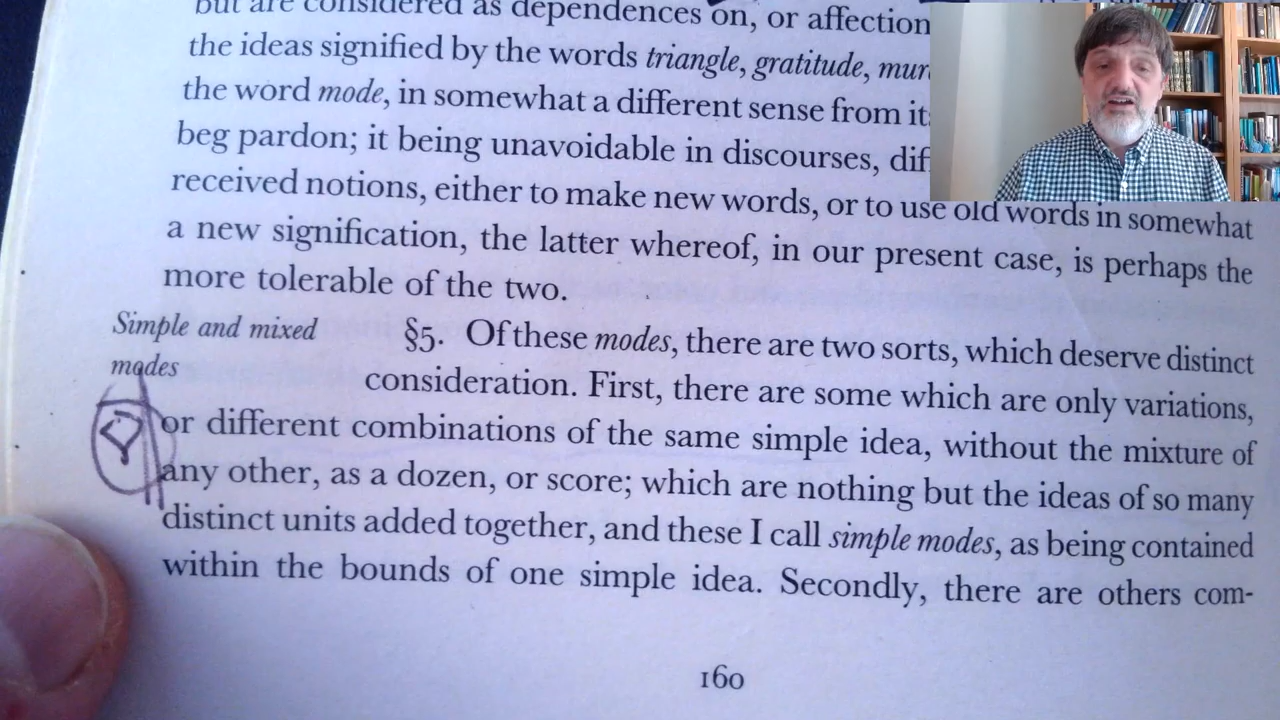 but are considered as dependences on, or affection
the ideas signified by the words triangle, gratitude, mur
the word mode, in somewhat a different sense from it
beg pardon; it being unavoidable in discourses, dif
received notions, either to make new words, or to use old words in somewhat
a new signification, the latter whereof, in our present case, is perhaps the
more tolerable of the two.
Simple and mixed
modes
§5. Of these modes, there are two sorts, which deserve distinct
consideration. First, there are some which are only variations,
or different combinations of the same simple idea, without the mixture of
any other, as a dozen, or score; which are nothing but the ideas of so many
distinct units added together, and these I call simple modes, as being contained
within the bounds of one simple idea. Secondly, there are others com-
160